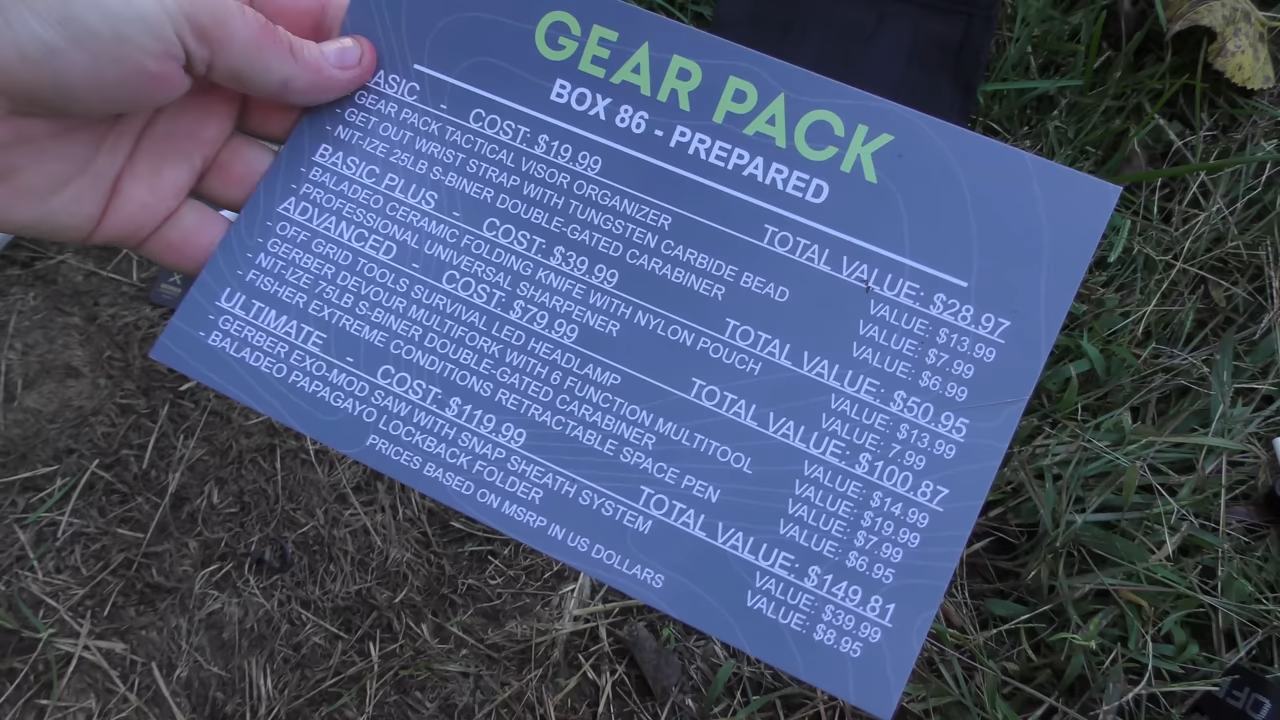 GEAR PACK
BOX 86 - PREPARED
ASIC - COST: $19.99 TOTAL VALUE: $28.97
- GEAR PACK TACTICAL VISOR ORGANIZER VALUE: $13.99
- GET OUT WRIST STRAP WITH TUNGSTEN CARBIDE BEAD VALUE: $7.99
- NIT-IZE 25LB S-BINER DOUBLE-GATED CARABINER VALUE: $6.99
BASIC PLUS - COST: $39.99 TOTAL VALUE: $50.95
- BALADEO CERAMIC FOLDING KNIFE WITH NYLON POUCH VALUE: $13.99
- PROFESSIONAL UNIVERSAL SHARPENER VALUE: 7.99
ADVANCED - COST: $79.99 TOTAL VALUE: $100.87
OFF GRID TOOLS SURVIVAL LED HEADLAMP VALUE: $14.99
- GERBER DEVOUR MULTIFORK WITH 6 FUNCTION MULTITOOL VALUE: $19.99
- NIT-IZE 75LB S-BINER DOUBLE-GATED CARABINER VALUE: $7.99
- FISHER EXTREME CONDITIONS RETRACTABLE SPACE PEN VALUE: $6.95
ULTIMATE - COST: $119.99 TOTAL VALUE: $149.81
- GERBER EXO-MOD SAW WITH SNAP SHEATH SYSTEM VALUE: $39.99
- BALADEO PAPAGAYO LOCKBACK FOLDER VALUE: $8.95
PRICES BASED ON MSRP IN US DOLLARS